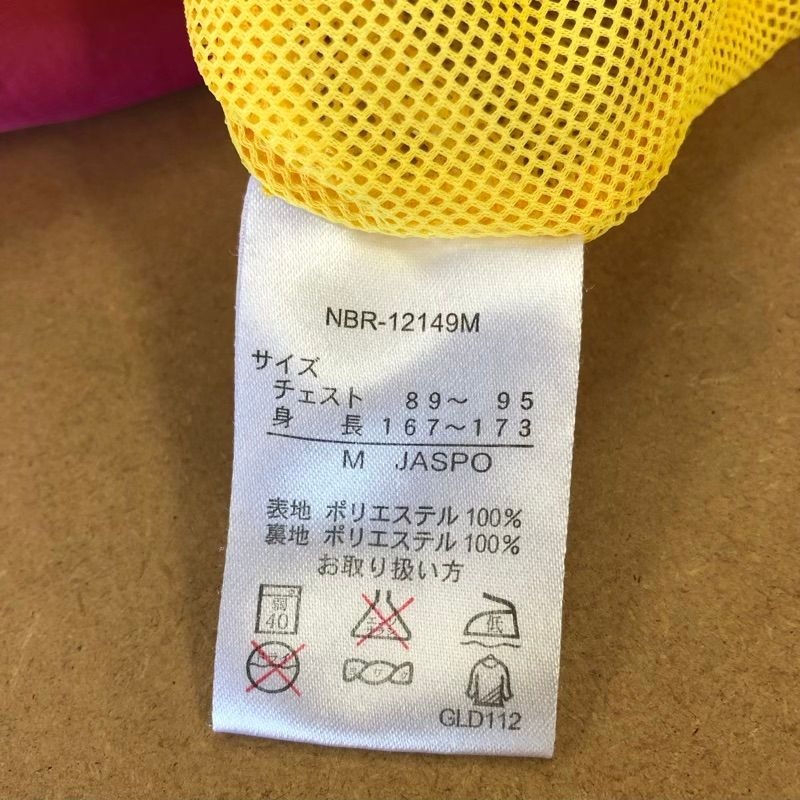 NBR-12149M
サイズ
チェスト 89～ 95
身 長 167～173
M JASPO
表地 ポリエステル 100%
裏地 ポリエステル 100%
お取り扱い方
弱
40
低
GLD112